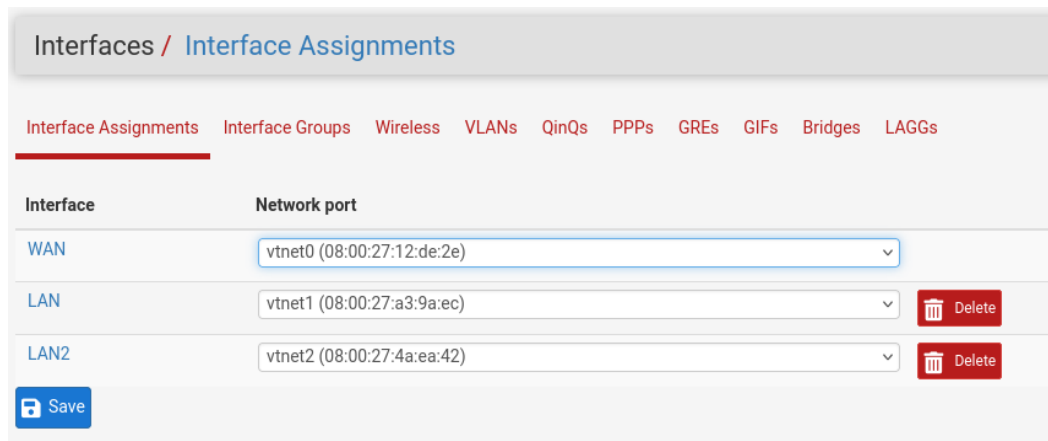 Interfaces / Interface Assignments
Interface Assignments Interface Groups Wireless VLANs QinQs PPPs GREs GIFs Bridges LAGGs
Interface Network port
WAN vtnet0 (08:00:27:12:de:2e)
LAN vtnet1 (08:00:27:a3:9a:ec) Delete
LAN2 vtnet2 (08:00:27:4a:ea:42) Delete
Save